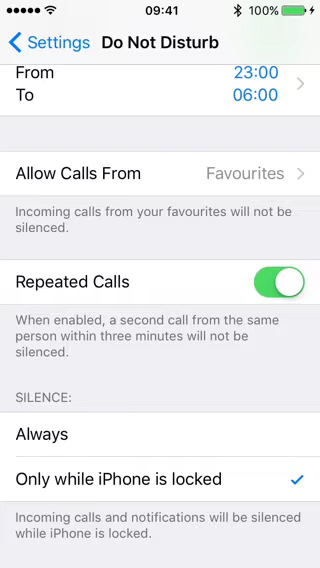 09:41 100%
Settings Do Not Disturb
From 23:00
To 06:00
Allow Calls From Favourites
Incoming calls from your favourites will not be
silenced.
Repeated Calls
When enabled, a second call from the same
person within three minutes will not be
silenced.
SILENCE:
Always
Only while iPhone is locked
Incoming calls and notifications will be silenced
while iPhone is locked.